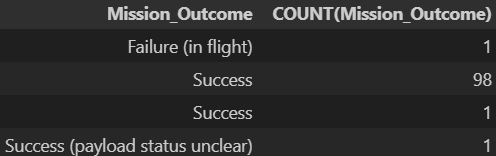 Mission_Outcome COUNT(Mission_Outcome)
Failure (in flight) 1
Success 98
Success 1
Success (payload status unclear) 1